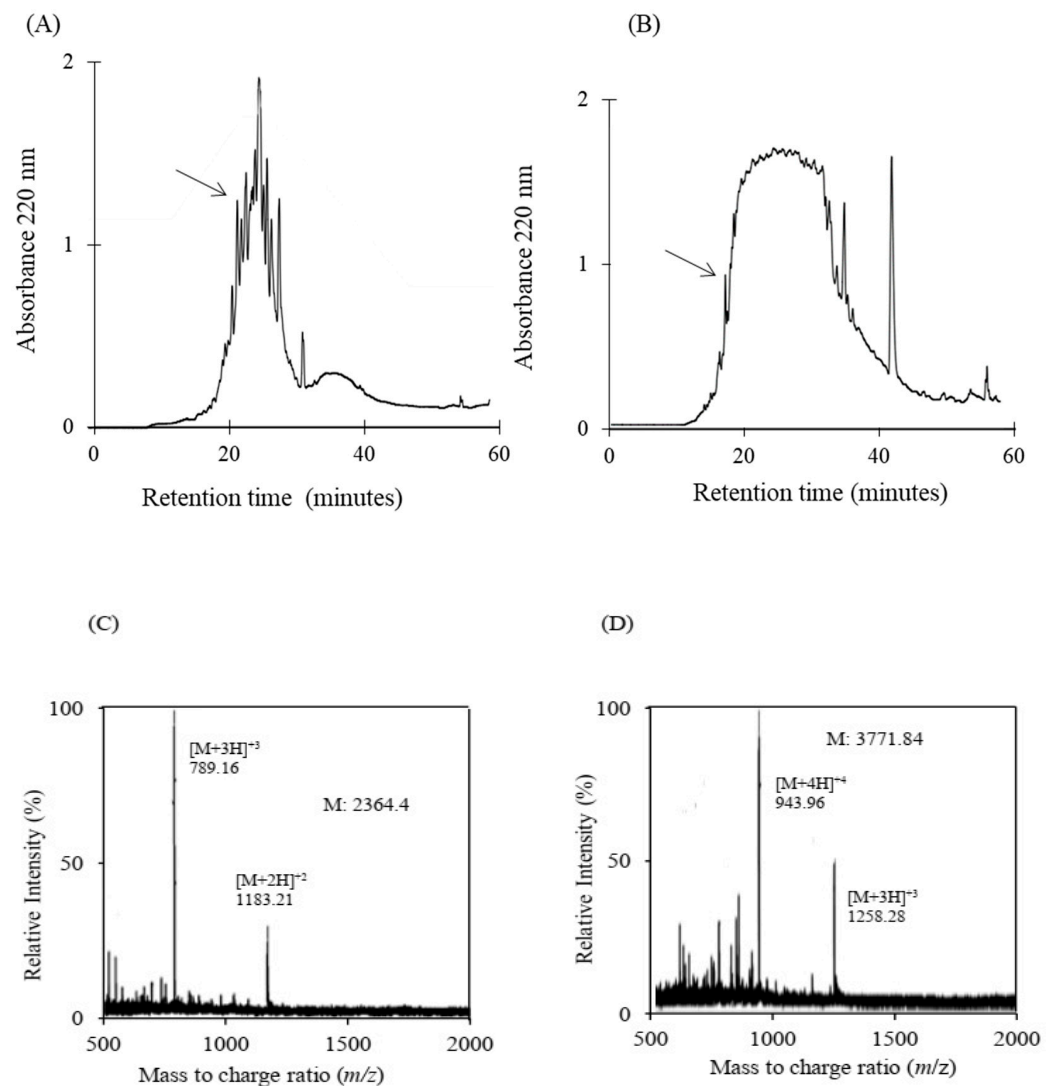 (A)
(B)
2
1
0
Absorbance 220 nm
0 20 40 60
Retention time (minutes)
2
1
0
Absorbance 220 nm
0 20 40 60
Retention time (minutes)
(C)
(D)
100
50
0
Relative Intensity (%)
[M+3H]⁺³
789.16
M: 2364.4
[M+2H]⁺²
1183.21
500 1000 1500 2000
Mass to charge ratio (m/z)
100
50
0
Relative Intensity (%)
M: 3771.84
[M+4H]⁺⁴
943.96
[M+3H]⁺³
1258.28
500 1000 1500 2000
Mass to charge ratio (m/z)